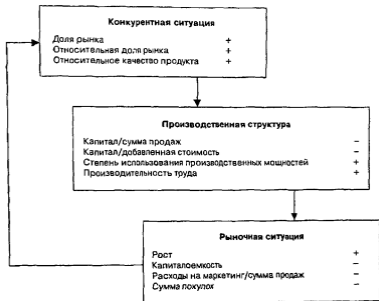 Конкурентная ситуация
Доля рынка +
Относительная доля рынка +
Относительное качество продукта +
Производственная структура
Капитал/сумма продаж –
Капитал/добавленная стоимость –
Степень использования производственных мощностей +
Производительность труда +
Рыночная ситуация
Рост +
Капиталоемкость –
Расходы на маркетинг/сумма продаж –
Сумма покупок –